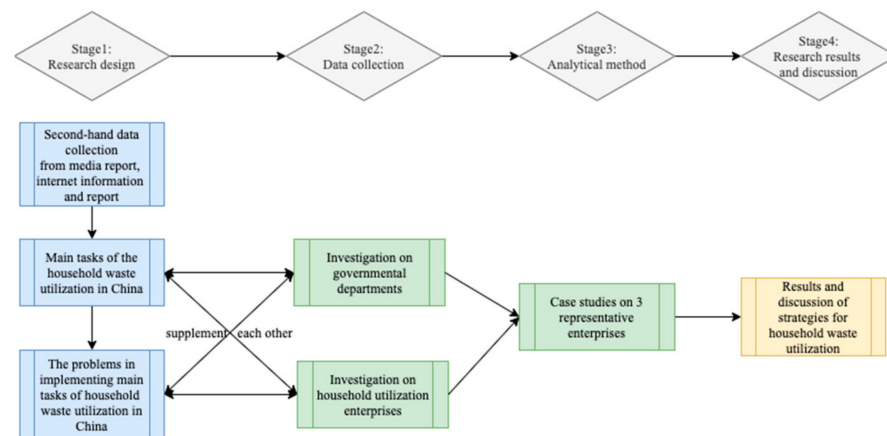 Stage1:
Research design
Stage2:
Data collection
Stage3:
Analytical method
Stage4:
Research results
and discussion
Second-hand data
collection
from media report,
internet information
and report
Main tasks of the
household waste
utilization in China
Investigation on
governmental
departments
supplement each other
Case studies on 3
representative
enterprises
Results and
discussion of
strategies for
household waste
utilization
The problems in
implementing main
tasks of household
waste utilization in
China
Investigation on
household utilization
enterprises